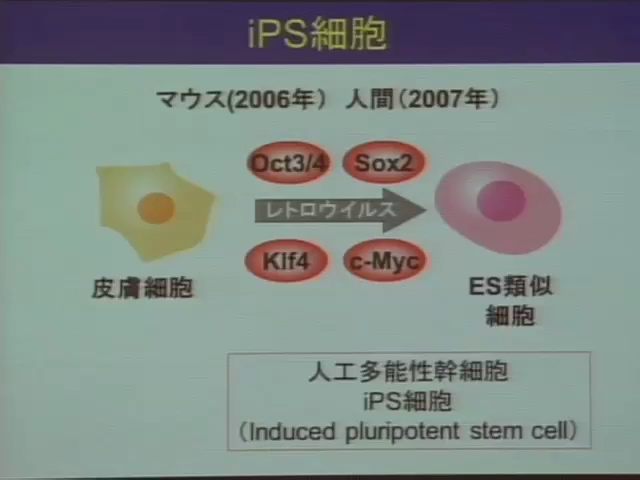 iPS細胞
マウス(2006年） 人間（2007年）
Oct3/4 Sox2
レトロウイルス
Klf4 c-Myc
皮膚細胞
ES類似
細胞
人工多能性幹細胞
iPS細胞
（Induced pluripotent stem cell）